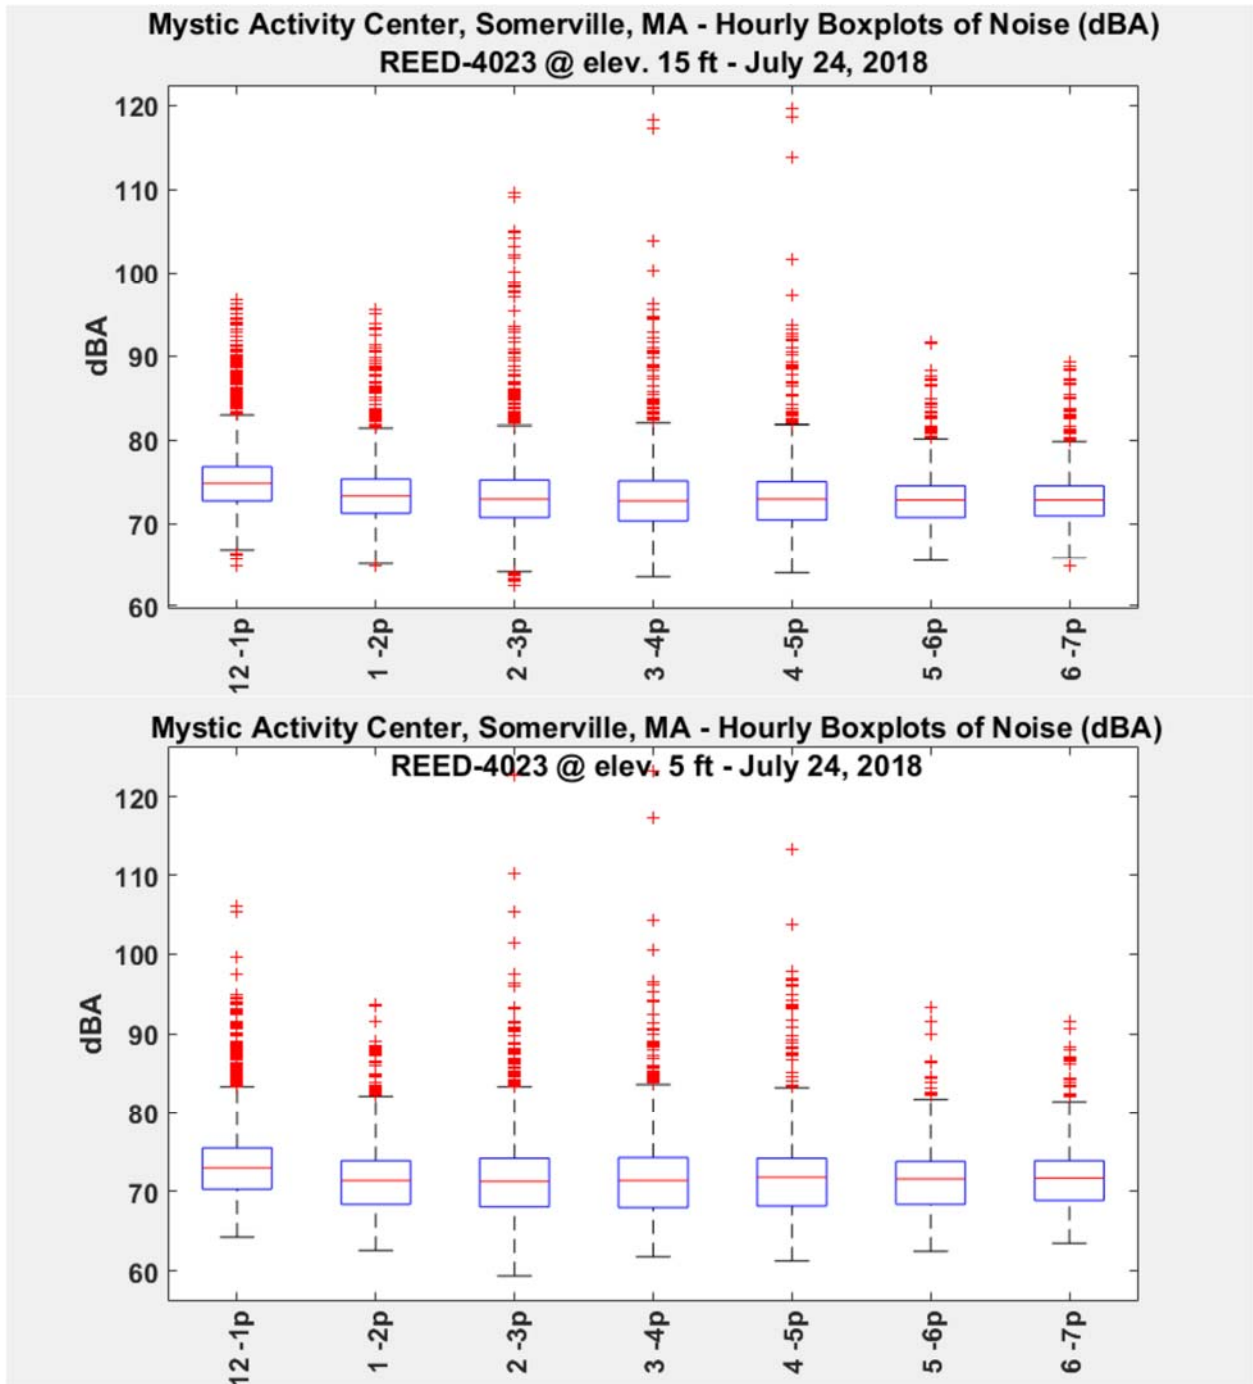 Mystic Activity Center, Somerville, MA - Hourly Boxplots of Noise (dBA)
REED-4023 @ elev. 15 ft - July 24, 2018
120
110
100
90
80
70
60
dBA
12 -1p
1 -2p
2 -3p
3 -4p
4 -5p
5 -6p
6 -7p
Mystic Activity Center, Somerville, MA - Hourly Boxplots of Noise (dBA)
REED-4023 @ elev. 5 ft - July 24, 2018
120
110
100
90
80
70
60
dBA
12 -1p
1 -2p
2 -3p
3 -4p
4 -5p
5 -6p
6 -7p